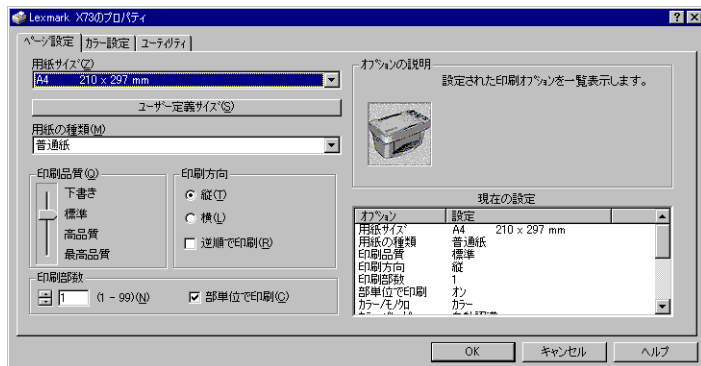 Lexmark X73のプロパティ
ページ設定 カラー設定 ユーティリティ
用紙サイズ(Z)
A4 210 x 297 mm
ユーザー定義サイズ(S)
用紙の種類(M)
普通紙
印刷品質(Q)
下書き
標準
高品質
最高品質
印刷方向
縦(T)
横(L)
逆順で印刷(R)
印刷部数
1 (1 - 99)(N)
部単位で印刷(C)
オプションの説明
設定された印刷オプションを一覧表示します。
現在の設定
オプション 設定
用紙サイズ A4 210 x 297 mm
用紙の種類 普通紙
印刷品質 標準
印刷方向 縦
印刷部数 1
部単位で印刷 オン
カラー/モノクロ カラー
OK キャンセル ヘルプ